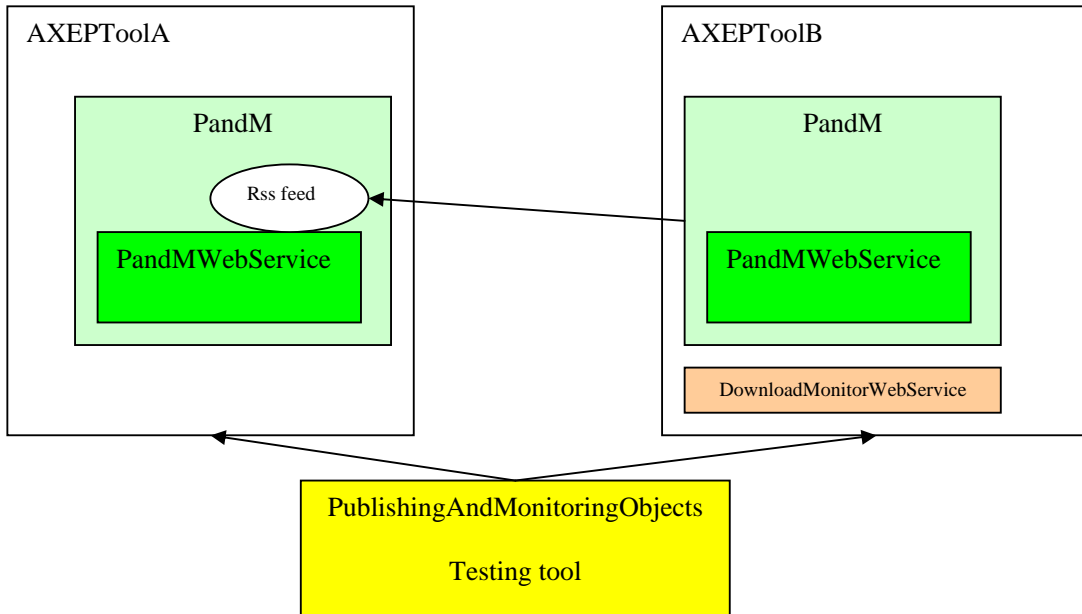 AXEPToolA
PandM
Rss feed
PandMWebService
AXEPToolB
PandM
PandMWebService
DownloadMonitorWebService
PublishingAndMonitoringObjects
Testing tool